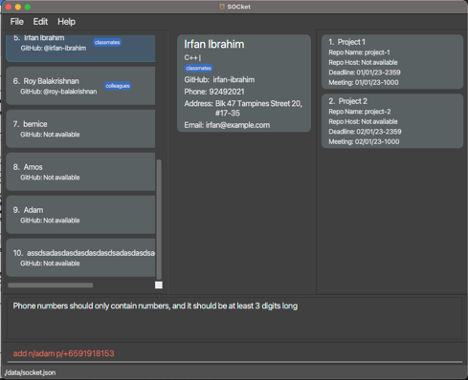 SOCket
File Edit Help
5. Irfan Ibrahim
GitHub: @irfan-ibrahim
classmates
6. Roy Balakrishnan
GitHub: @roy-balakrishnan
colleagues
7. bernice
GitHub: Not available
8. Amos
GitHub: Not available
9. Adam
GitHub: Not available
10. assdsadasdasdasdasdasdsadasdasdsa
GitHub: Not available
Irfan Ibrahim
C++ |
classmates
GitHub: irfan-ibrahim
Phone: 92492021
Address: Blk 47 Tampines Street 20,
#17-35
Email: irfan@example.com
1. Project 1
Repo Name: project-1
Repo Host: Not available
Deadline: 01/01/23-2359
Meeting: 01/01/23-1000
2. Project 2
Repo Name: project-2
Repo Host: Not available
Deadline: 02/01/23-2359
Meeting: 02/01/23-1000
Phone numbers should only contain numbers, and it should be at least 3 digits long
add n/adam p/+6591918153
./data/socket.json